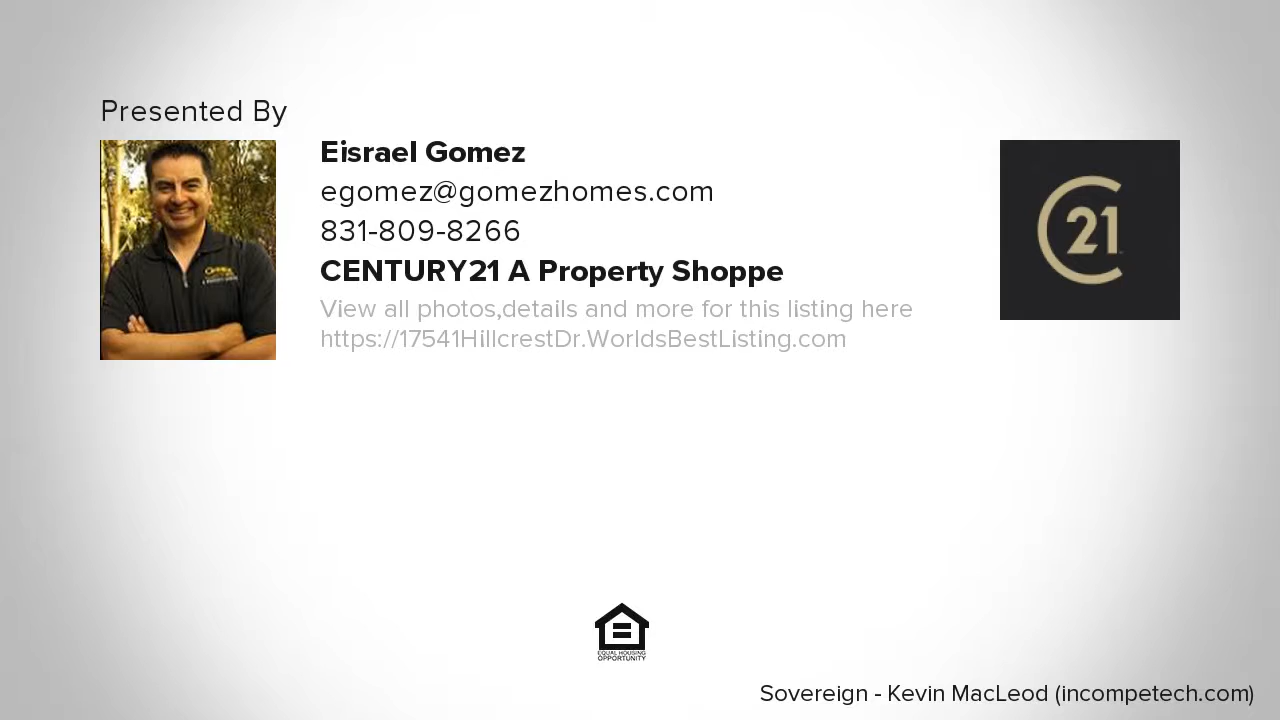 Presented By
Eisrael Gomez
egomez@gomezhomes.com
831-809-8266
CENTURY21 A Property Shoppe
View all photos,details and more for this listing here
https://17541HillcrestDr.WorldsBestListing.com
21
EQUAL HOUSING
OPPORTUNITY
Sovereign - Kevin MacLeod (incompetech.com)